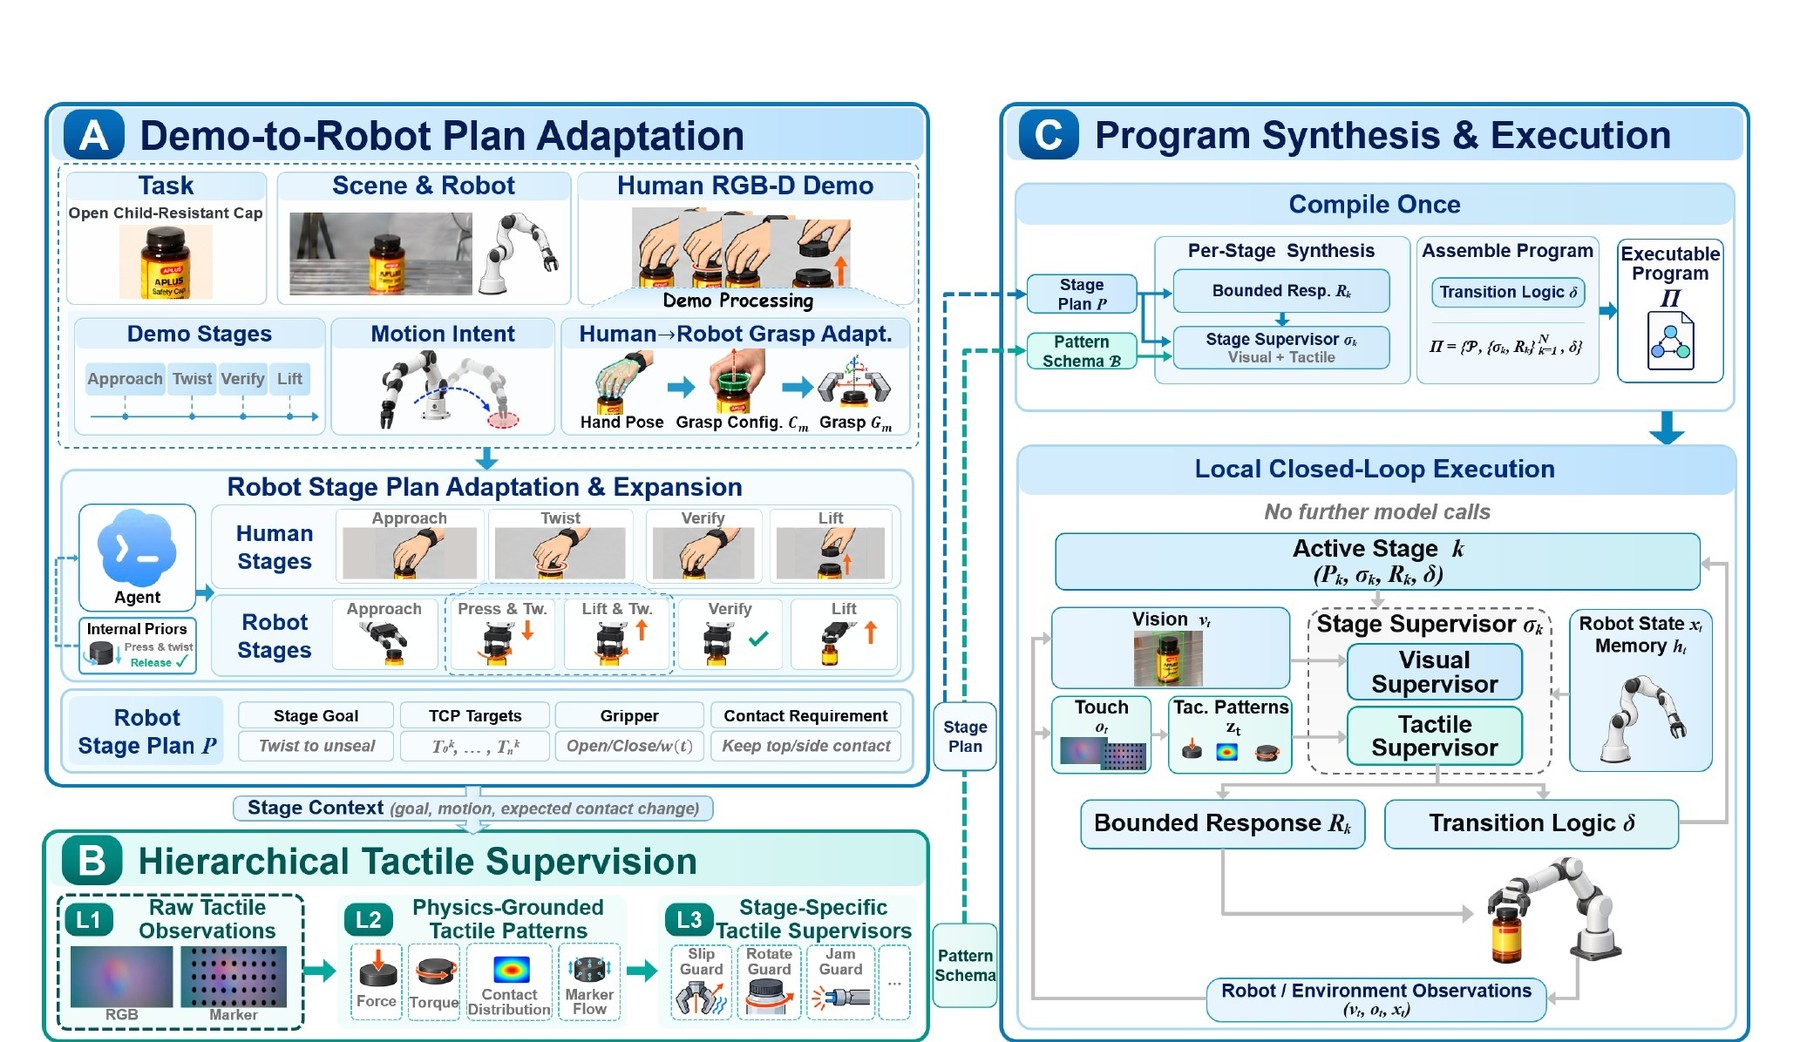 A Demo-to-Robot Plan Adaptation
Task
Open Child-Resistant Cap
APLUS
APLUS
Safety Cap
Scene & Robot
Human RGB-D Demo
Demo Processing
Demo Stages
Approach Twist Verify Lift
Motion Intent
Human→Robot Grasp Adapt.
Hand Pose Grasp Config. Cₘ Grasp Gₘ
Robot Stage Plan Adaptation & Expansion
Agent
Internal Priors
Press & twist
Release ✓
Human
Stages
Approach Twist Verify Lift
Robot
Stages
Approach Press & Tw. Lift & Tw. Verify Lift
Robot
Stage Plan P
Stage Goal TCP Targets Gripper Contact Requirement
Twist to unseal T₀ᵏ, … , Tₙᵏ Open/Close/w(t) Keep top/side contact
Stage Context (goal, motion, expected contact change)
B Hierarchical Tactile Supervision
L1 Raw Tactile
Observations
RGB Marker
L2 Physics-Grounded
Tactile Patterns
Force Torque
Contact
Distribution
Marker
Flow
L3 Stage-Specific
Tactile Supervisors
Slip
Guard
Rotate
Guard
Jam
Guard
...
Stage
Plan
Pattern
Schema
C Program Synthesis & Execution
Compile Once
Stage
Plan P
Pattern
Schema ℬ
Per-Stage Synthesis
Bounded Resp. Rₖ
Stage Supervisor σₖ
Visual + Tactile
Assemble Program
Transition Logic δ
Π = {𝒫, {σₖ, Rₖ}ᴺₖ₌₁, δ}
Executable
Program
Π
Local Closed-Loop Execution
No further model calls
Active Stage k
(Pₖ, σₖ, Rₖ, δ)
Vision vₜ
Touch
oₜ
Tac. Patterns
zₜ
Stage Supervisor σₖ
Visual
Supervisor
Tactile
Supervisor
Robot State xₜ
Memory hₜ
Bounded Response Rₖ
Transition Logic δ
Robot / Environment Observations
(vₜ, oₜ, xₜ)